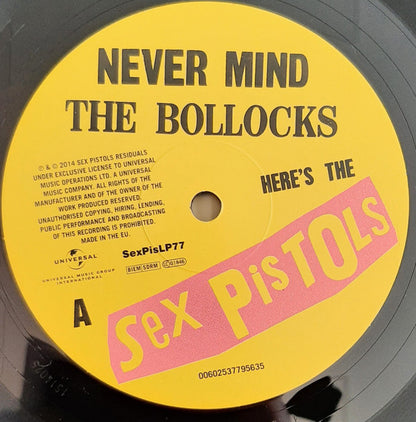 NEVER MIND
THE BOLLOCKS
HERE'S THE
Sex PisTOLs
℗ & © 2014 SEX PISTOLS RESIDUALS
UNDER EXCLUSIVE LICENSE TO UNIVERSAL
MUSIC OPERATIONS LTD. A UNIVERSAL
MUSIC COMPANY. ALL RIGHTS OF THE
MANUFACTURER AND OF THE OWNER OF THE
WORK PRODUCED RESERVED.
UNAUTHORISED COPYING, HIRING, LENDING,
PUBLIC PERFORMANCE AND BROADCASTING
OF THIS RECORDING IS PROHIBITED.
MADE IN THE EU.
SexPisLP77
UNIVERSAL
UNIVERSAL MUSIC GROUP
INTERNATIONAL
BIEM/SDRM
A
00602537795635